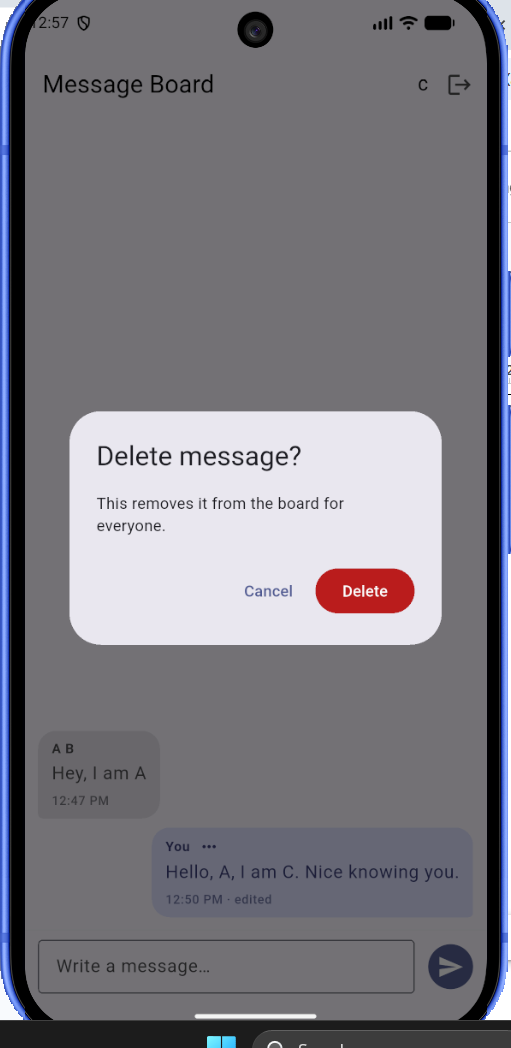 12:57
Message Board
C
Delete message?
This removes it from the board for
everyone.
Cancel
Delete
A B
Hey, I am A
12:47 PM
You •••
Hello, A, I am C. Nice knowing you.
12:50 PM · edited
Write a message…